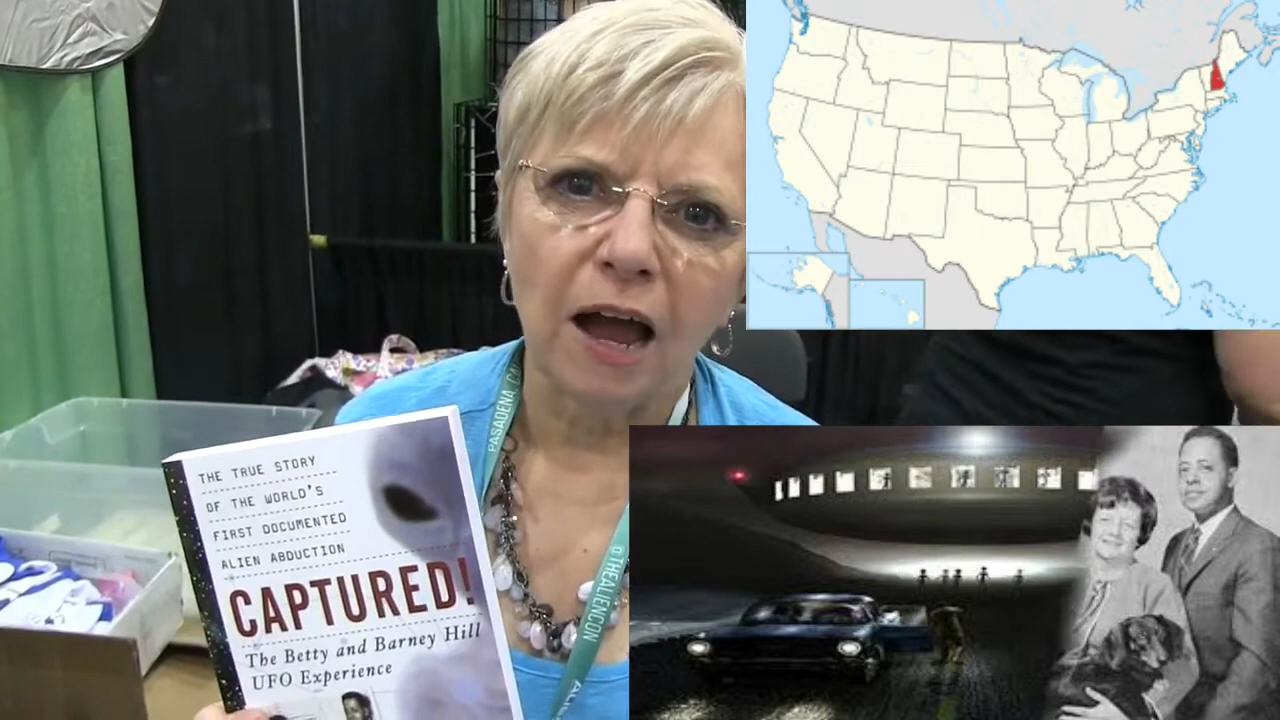 THE TRUE STORY
OF THE WORLD'S
FIRST DOCUMENTED
ALIEN ABDUCTION
CAPTURED!
The Betty and Barney Hill
UFO Experience
PASADENA
@THEALIENCON